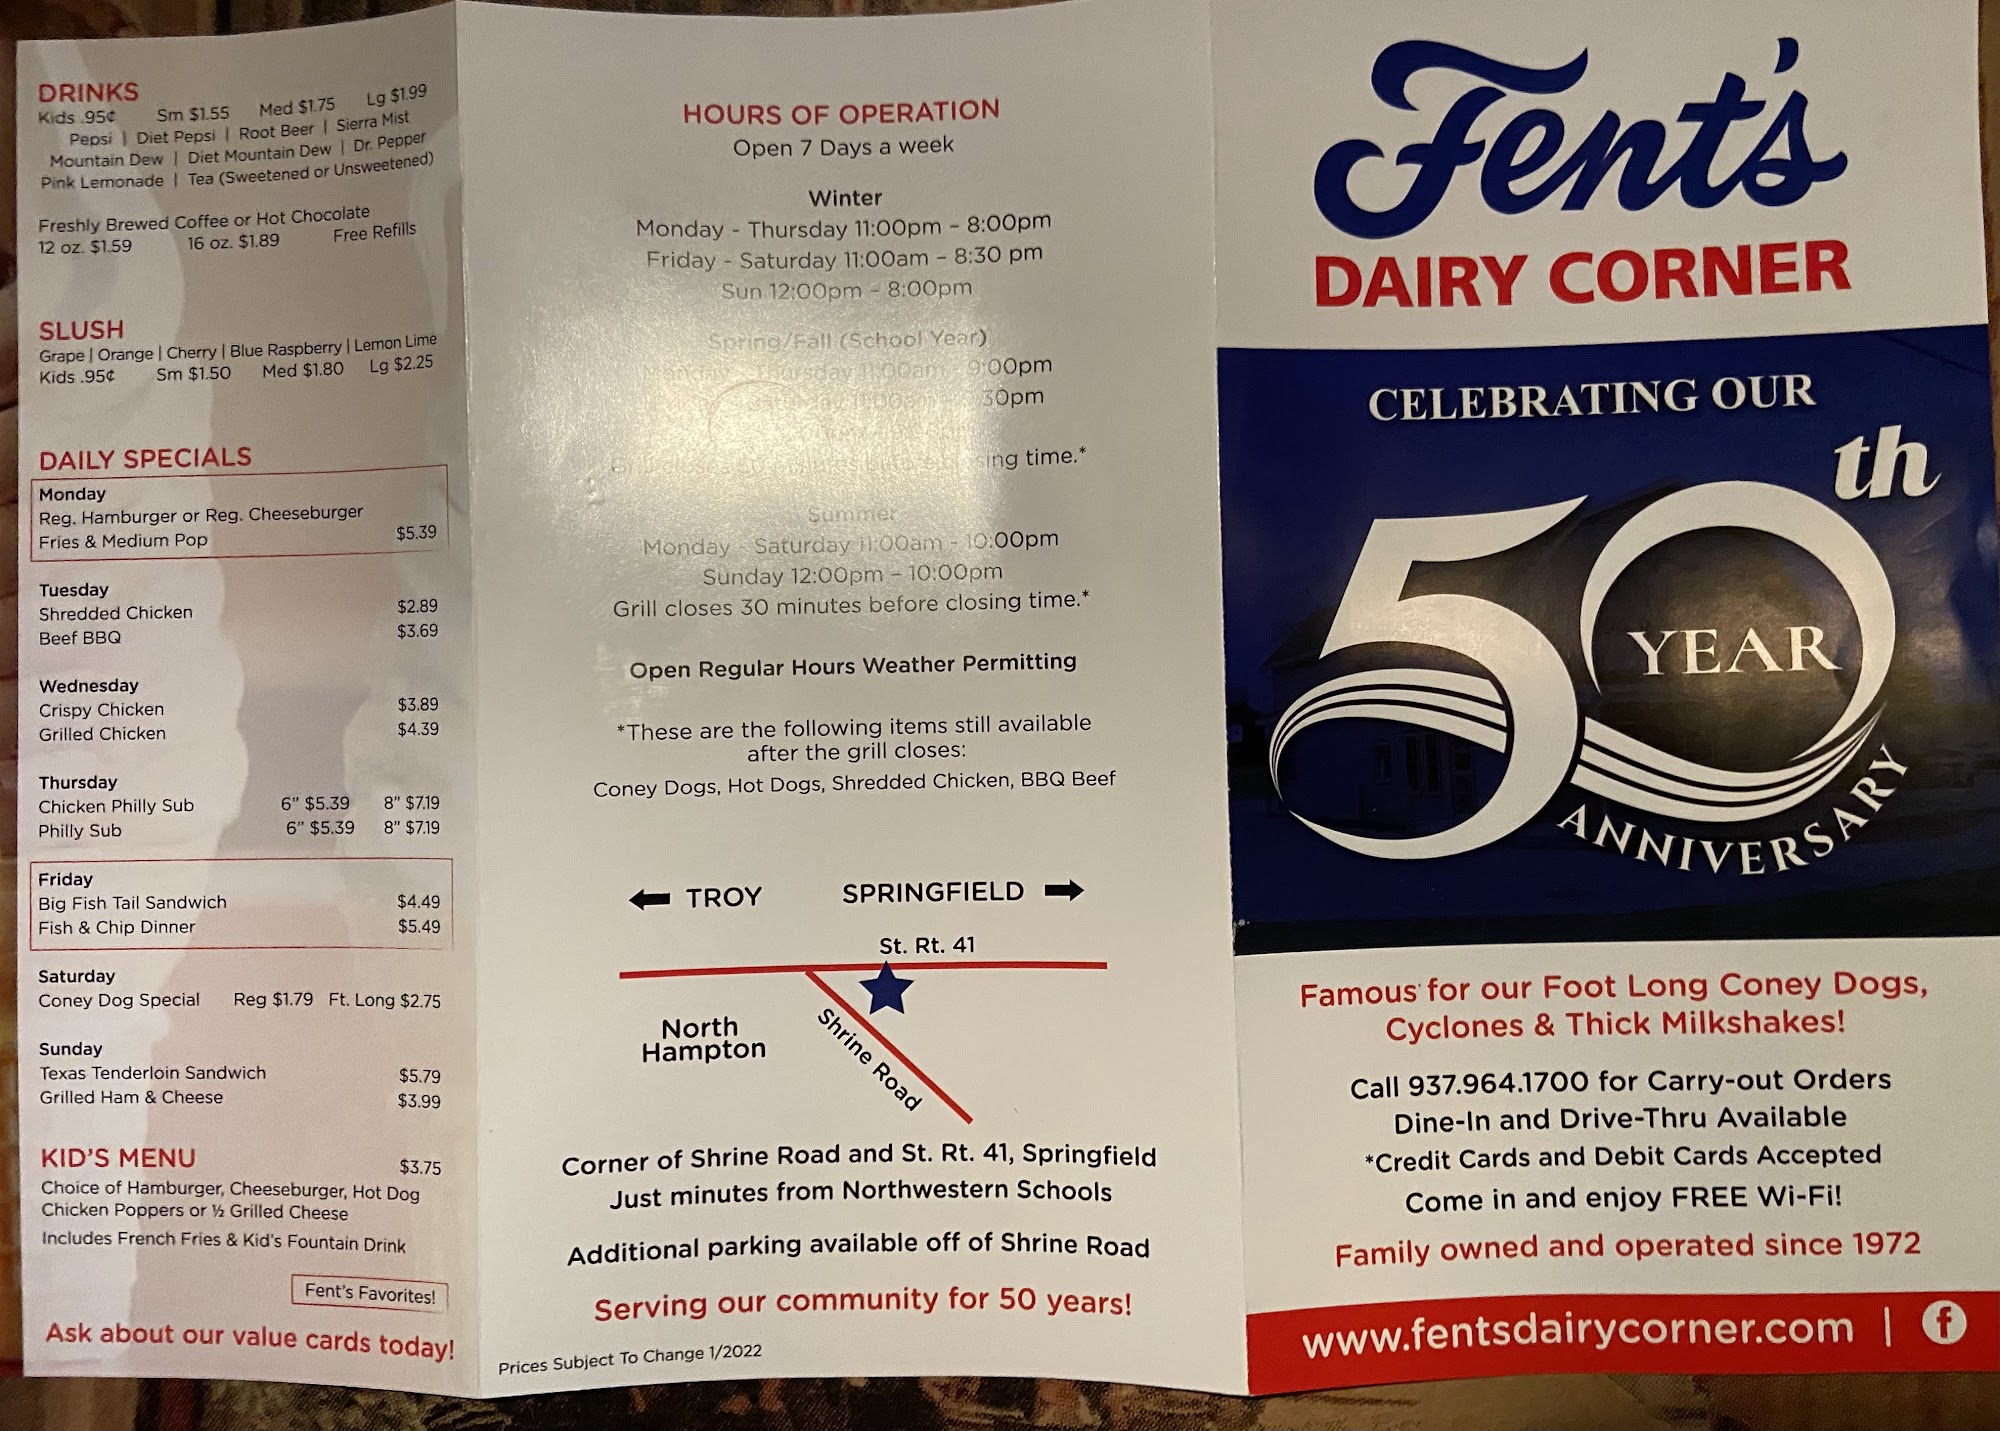 DRINKS
Kids .95¢ Sm $1.55 Med $1.75 Lg $1.99
Pepsi | Diet Pepsi | Root Beer | Sierra Mist
Mountain Dew | Diet Mountain Dew | Dr. Pepper
Pink Lemonade | Tea (Sweetened or Unsweetened)
Freshly Brewed Coffee or Hot Chocolate
12 oz. $1.59 16 oz. $1.89 Free Refills
SLUSH
Grape | Orange | Cherry | Blue Raspberry | Lemon Lime
Kids .95¢ Sm $1.50 Med $1.80 Lg $2.25
DAILY SPECIALS
Monday
Reg. Hamburger or Reg. Cheeseburger
Fries & Medium Pop $5.39
Tuesday
Shredded Chicken $2.89
Beef BBQ $3.69
Wednesday
Crispy Chicken $3.89
Grilled Chicken $4.39
Thursday
Chicken Philly Sub 6" $5.39 8" $7.19
Philly Sub 6" $5.39 8" $7.19
Friday
Big Fish Tail Sandwich $4.49
Fish & Chip Dinner $5.49
Saturday
Coney Dog Special Reg $1.79 Ft. Long $2.75
Sunday
Texas Tenderloin Sandwich $5.79
Grilled Ham & Cheese $3.99
KID'S MENU $3.75
Choice of Hamburger, Cheeseburger, Hot Dog
Chicken Poppers or ½ Grilled Cheese
Includes French Fries & Kid's Fountain Drink
Fent's Favorites!
Ask about our value cards today!
HOURS OF OPERATION
Open 7 Days a week
Winter
Monday - Thursday 11:00pm - 8:00pm
Friday - Saturday 11:00am - 8:30 pm
Sun 12:00pm - 8:00pm
Spring/Fall (School Year)
Monday - Thursday 11:00am - 9:00pm
Saturday 11:00am 30pm
closing time.*
Summer
Monday - Saturday 11:00am - 10:00pm
Sunday 12:00pm - 10:00pm
Grill closes 30 minutes before closing time.*
Open Regular Hours Weather Permitting
*These are the following items still available
after the grill closes:
Coney Dogs, Hot Dogs, Shredded Chicken, BBQ Beef
TROY SPRINGFIELD
St. Rt. 41
North
Hampton
Shrine Road
Corner of Shrine Road and St. Rt. 41, Springfield
Just minutes from Northwestern Schools
Additional parking available off of Shrine Road
Serving our community for 50 years!
Prices Subject To Change 1/2022
Fent's
DAIRY CORNER
CELEBRATING OUR
50th
YEAR
ANNIVERSARY
Famous for our Foot Long Coney Dogs,
Cyclones & Thick Milkshakes!
Call 937.964.1700 for Carry-out Orders
Dine-In and Drive-Thru Available
*Credit Cards and Debit Cards Accepted
Come in and enjoy FREE Wi-Fi!
Family owned and operated since 1972
www.fentsdairycorner.com | f